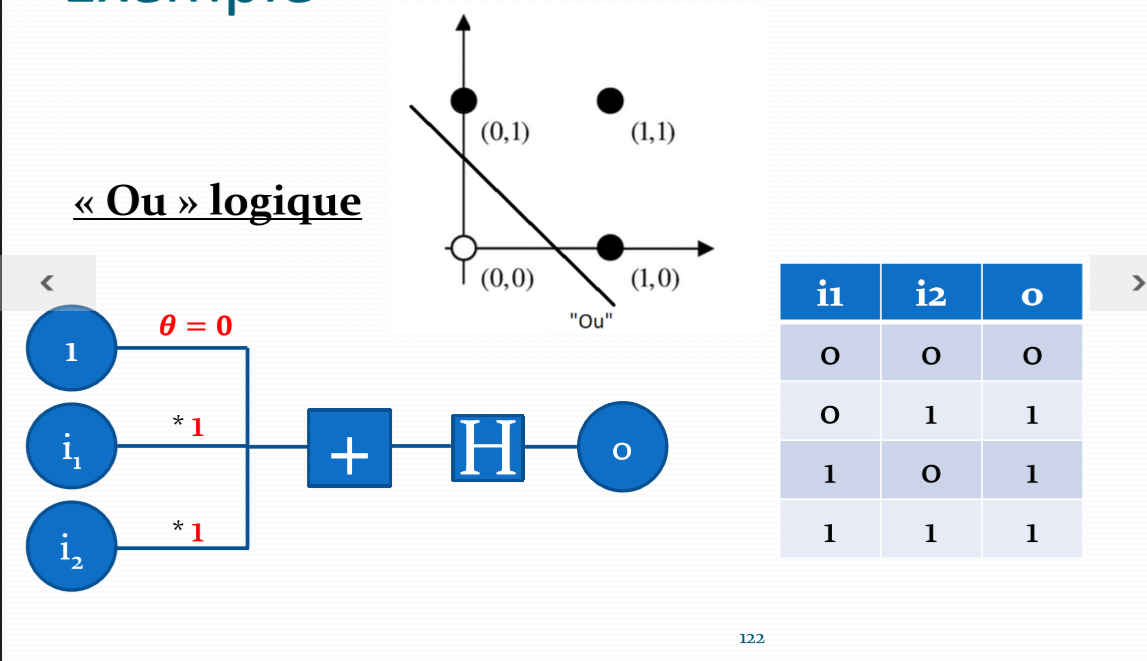 Exemple
(0,1)
(1,1)
« Ou » logique
(0,0)
(1,0)
"Ou"
θ = 0
1
* 1
i1
+
H
o
* 1
i2
i1 i2 o
0 0 0
0 1 1
1 0 1
1 1 1
122